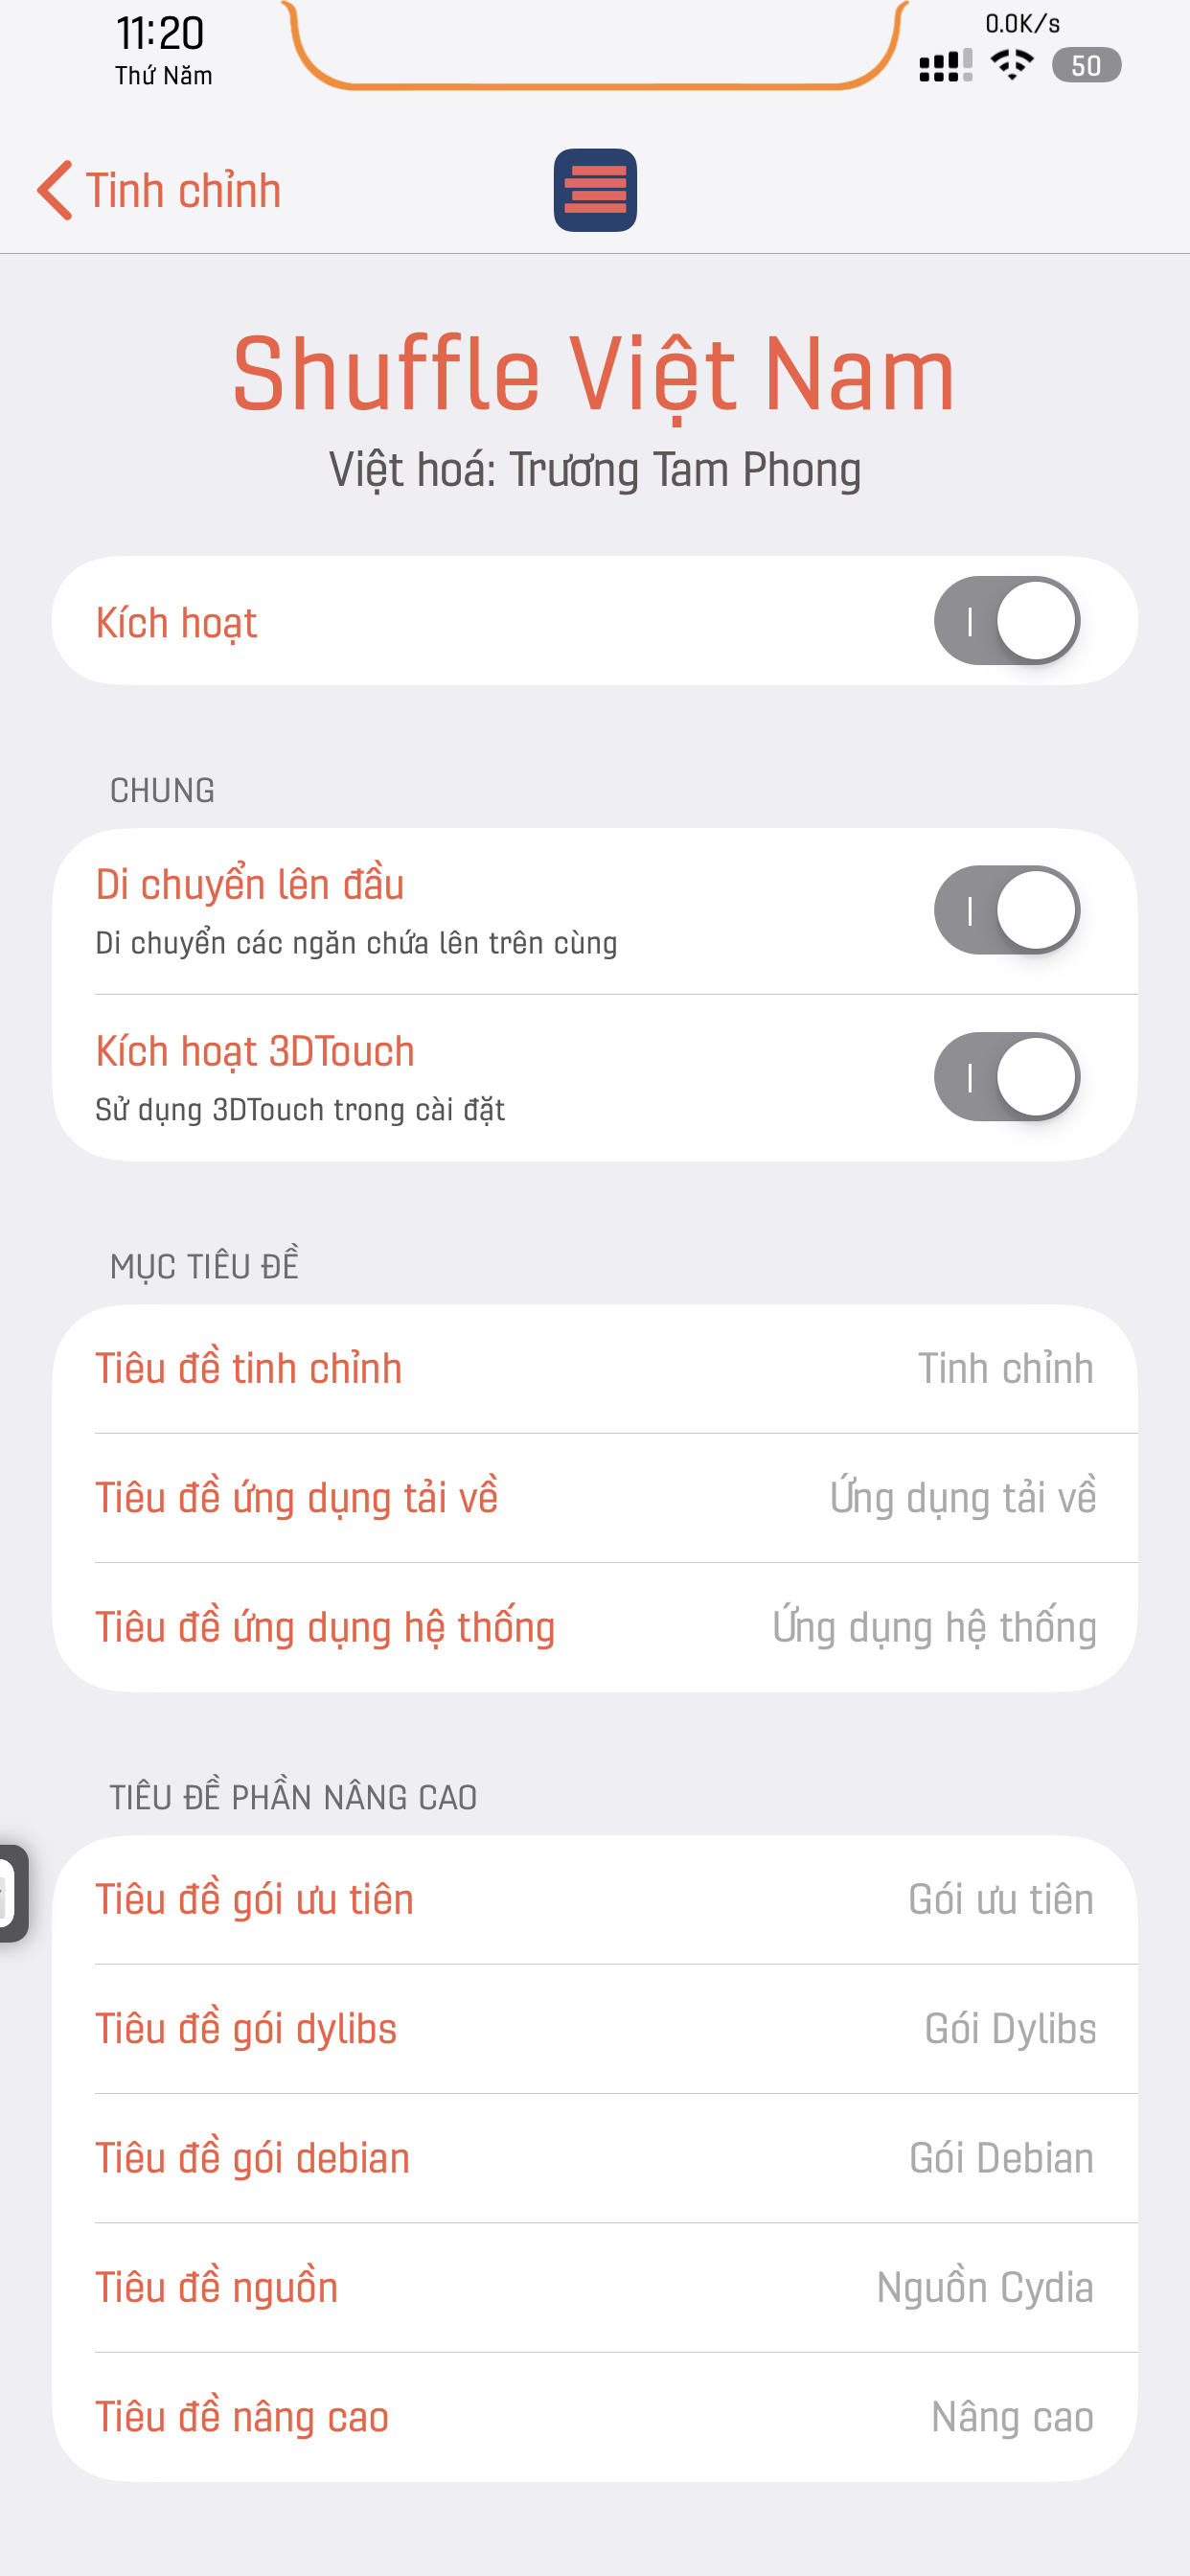 11:20
Thứ Năm
0.0K/s
50
Tinh chỉnh
Shuffle Việt Nam
Việt hoá: Trương Tam Phong
Kích hoạt
CHUNG
Di chuyển lên đầu
Di chuyển các ngăn chứa lên trên cùng
Kích hoạt 3DTouch
Sử dụng 3DTouch trong cài đặt
MỤC TIÊU ĐỀ
Tiêu đề tinh chỉnh Tinh chỉnh
Tiêu đề ứng dụng tải về Ứng dụng tải về
Tiêu đề ứng dụng hệ thống Ứng dụng hệ thống
TIÊU ĐỀ PHẦN NÂNG CAO
Tiêu đề gói ưu tiên Gói ưu tiên
Tiêu đề gói dylibs Gói Dylibs
Tiêu đề gói debian Gói Debian
Tiêu đề nguồn Nguồn Cydia
Tiêu đề nâng cao Nâng cao